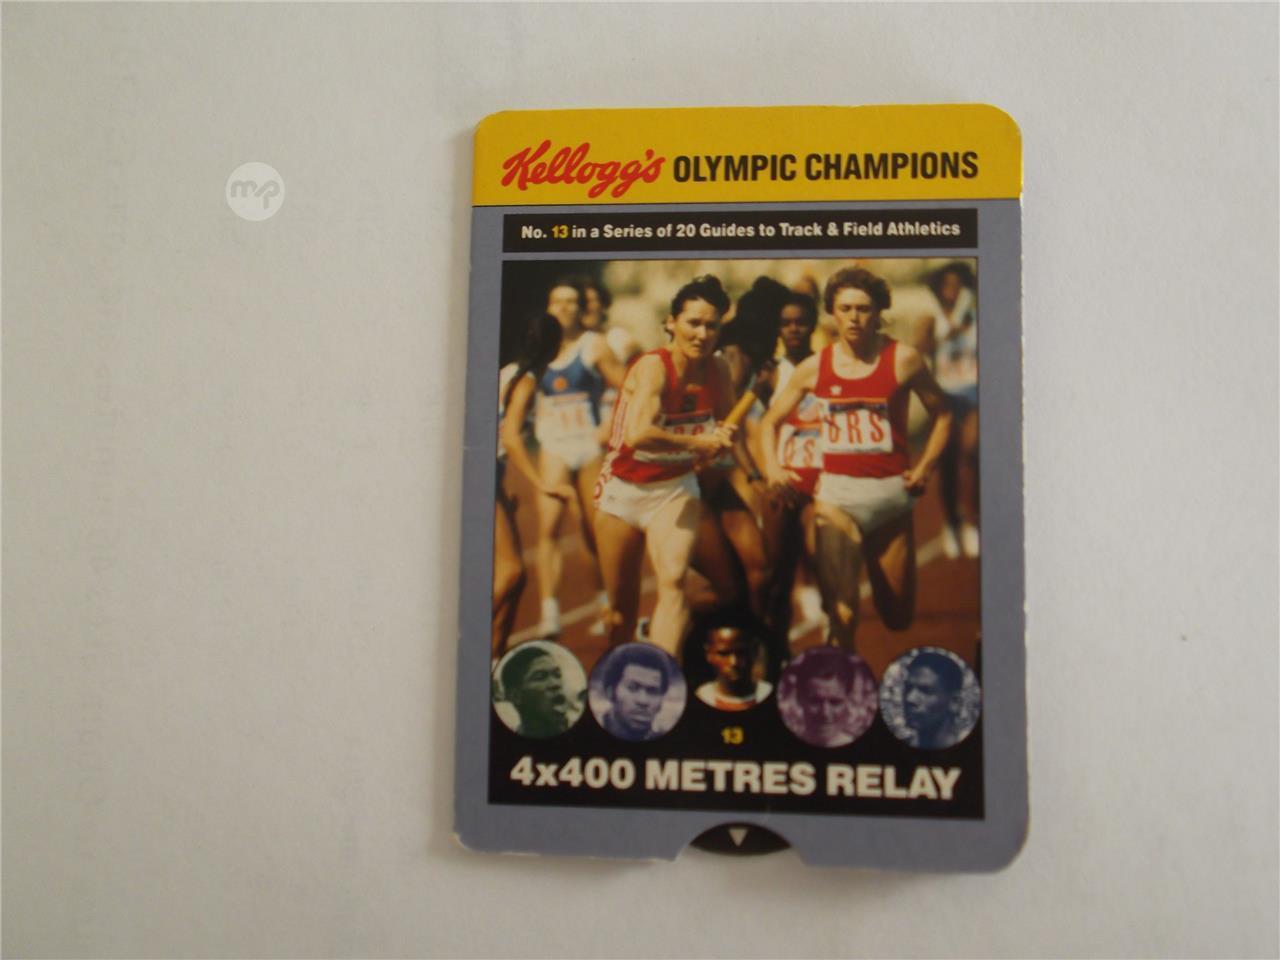 mp
Kellogg's OLYMPIC CHAMPIONS
No. 13 in a Series of 20 Guides to Track & Field Athletics
13
4x400 METRES RELAY